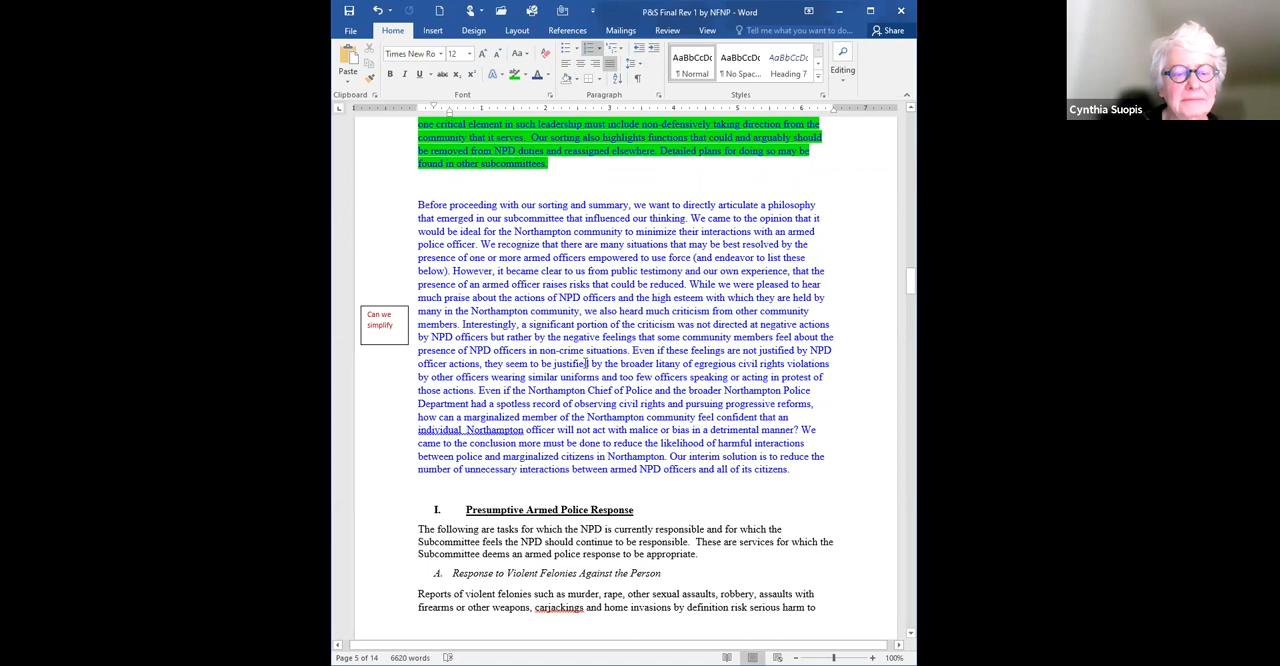 P&S Final Rev 1 by NFNP - Word
File
Home
Insert
Design
Layout
References
Mailings
Review
View
Tell me what you want to do...
Share
Paste
Clipboard
Times New Ro
12
Font
Paragraph
AaBbCcDc
AaBbCcDc
AaBbCcDc
¶ Normal
¶ No Spac...
Heading 7
Styles
Editing
Cynthia Suopis
one critical element in such leadership must include non-defensively taking direction from the
community that it serves. Our sorting also highlights functions that could and arguably should
be removed from NPD duties and reassigned elsewhere. Detailed plans for doing so may be
found in other subcommittees.
Before proceeding with our sorting and summary, we want to directly articulate a philosophy
that emerged in our subcommittee that influenced our thinking. We came to the opinion that it
would be ideal for the Northampton community to minimize their interactions with an armed
police officer. We recognize that there are many situations that may be best resolved by the
presence of one or more armed officers empowered to use force (and endeavor to list these
below). However, it became clear to us from public testimony and our own experience, that the
presence of an armed officer raises risks that could be reduced. While we were pleased to hear
much praise about the actions of NPD officers and the high esteem with which they are held by
many in the Northampton community, we also heard much criticism from other community
members. Interestingly, a significant portion of the criticism was not directed at negative actions
by NPD officers but rather by the negative feelings that some community members feel about the
presence of NPD officers in non-crime situations. Even if these feelings are not justified by NPD
officer actions, they seem to be justified by the broader litany of egregious civil rights violations
by other officers wearing similar uniforms and too few officers speaking or acting in protest of
those actions. Even if the Northampton Chief of Police and the broader Northampton Police
Department had a spotless record of observing civil rights and pursuing progressive reforms,
how can a marginalized member of the Northampton community feel confident that an
individual Northampton officer will not act with malice or bias in a detrimental manner? We
came to the conclusion more must be done to reduce the likelihood of harmful interactions
between police and marginalized citizens in Northampton. Our interim solution is to reduce the
number of unnecessary interactions between armed NPD officers and all of its citizens.
Can we
simplify
I. Presumptive Armed Police Response
The following are tasks for which the NPD is currently responsible and for which the
Subcommittee feels the NPD should continue to be responsible. These are services for which the
Subcommittee deems an armed police response to be appropriate.
A. Response to Violent Felonies Against the Person
Reports of violent felonies such as murder, rape, other sexual assaults, robbery, assaults with
firearms or other weapons, carjackings and home invasions by definition risk serious harm to
Page 5 of 14
6620 words
100%